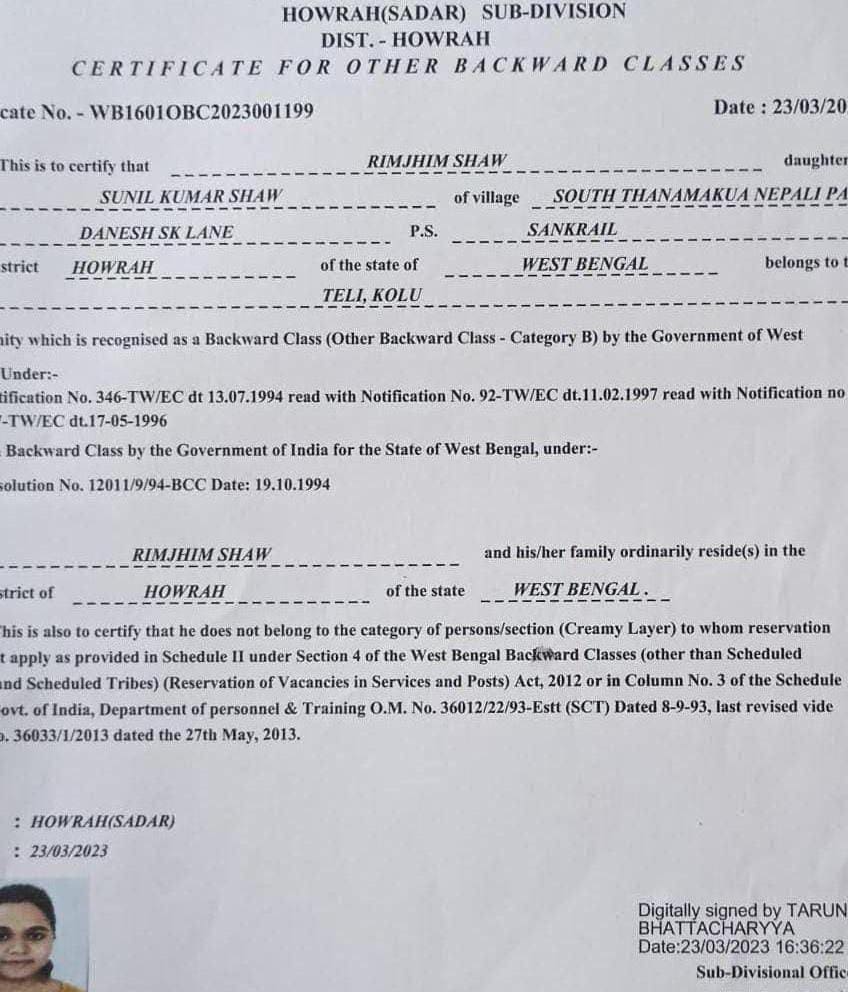 HOWRAH(SADAR) SUB-DIVISION
DIST. - HOWRAH
CERTIFICATE FOR OTHER BACKWARD CLASSES
cate No. - WB1601OBC2023001199 Date : 23/03/20
This is to certify that RIMJHIM SHAW daughter
SUNIL KUMAR SHAW of village SOUTH THANAMAKUA NEPALI PA
DANESH SK LANE P.S. SANKRAIL
strict HOWRAH of the state of WEST BENGAL belongs to t
TELI, KOLU
nity which is recognised as a Backward Class (Other Backward Class - Category B) by the Government of West
Under:-
tification No. 346-TW/EC dt 13.07.1994 read with Notification No. 92-TW/EC dt.11.02.1997 read with Notification no
-TW/EC dt.17-05-1996
Backward Class by the Government of India for the State of West Bengal, under:-
solution No. 12011/9/94-BCC Date: 19.10.1994
RIMJHIM SHAW and his/her family ordinarily reside(s) in the
strict of HOWRAH of the state WEST BENGAL .
This is also to certify that he does not belong to the category of persons/section (Creamy Layer) to whom reservation
t apply as provided in Schedule II under Section 4 of the West Bengal Backward Classes (other than Scheduled
and Scheduled Tribes) (Reservation of Vacancies in Services and Posts) Act, 2012 or in Column No. 3 of the Schedule
ovt. of India, Department of personnel & Training O.M. No. 36012/22/93-Estt (SCT) Dated 8-9-93, last revised vide
o. 36033/1/2013 dated the 27th May, 2013.
: HOWRAH(SADAR)
: 23/03/2023
Digitally signed by TARUN
BHATTACHARYYA
Date:23/03/2023 16:36:22
Sub-Divisional Offic